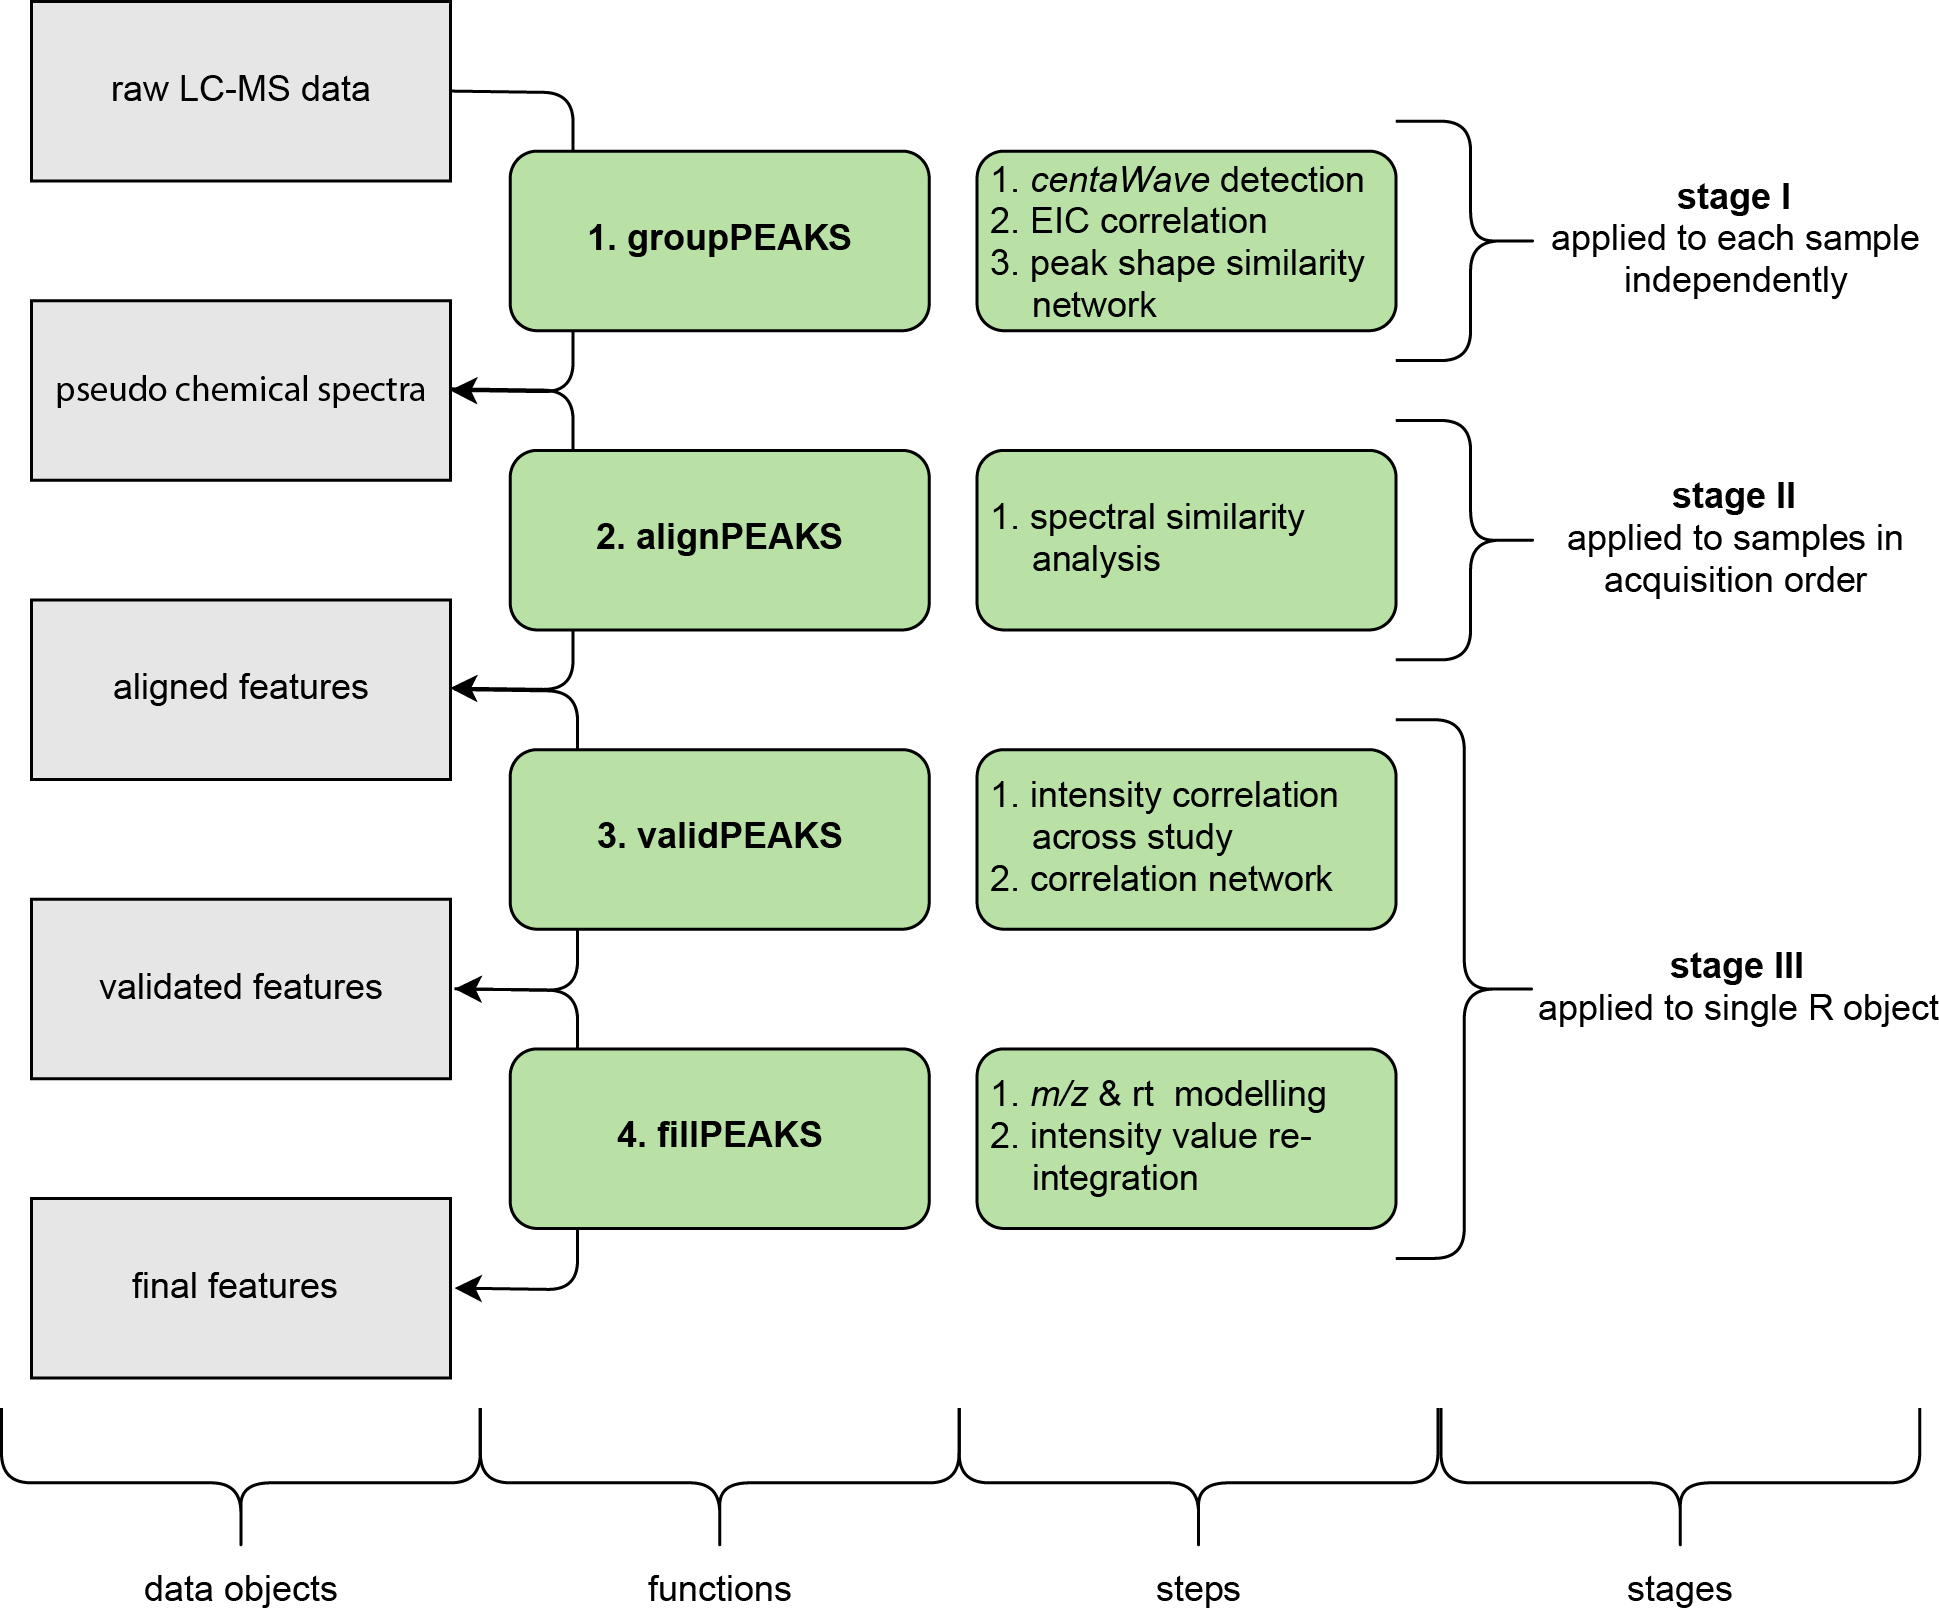 raw LC-MS data
1. groupPEAKS
1. centaWave detection
2. EIC correlation
3. peak shape similarity
network
stage I
applied to each sample
independently
pseudo chemical spectra
2. alignPEAKS
1. spectral similarity
analysis
stage II
applied to samples in
acquisition order
aligned features
3. validPEAKS
1. intensity correlation
across study
2. correlation network
validated features
stage III
applied to single R object
4. fillPEAKS
1. m/z & rt modelling
2. intensity value re-
integration
final features
data objects
functions
steps
stages